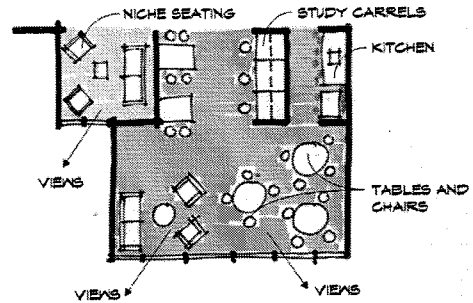 NICHE SEATING
STUDY CARRELS
KITCHEN
VIEWS
TABLES AND
CHAIRS
VIEWS
VIEWS